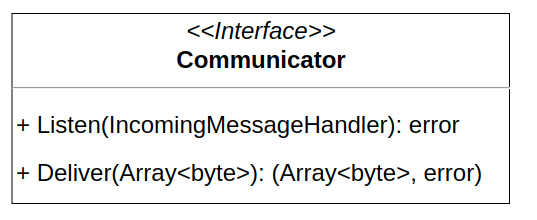 <<Interface>>
Communicator
+ Listen(IncomingMessageHandler): error
+ Deliver(Array<byte>): (Array<byte>, error)